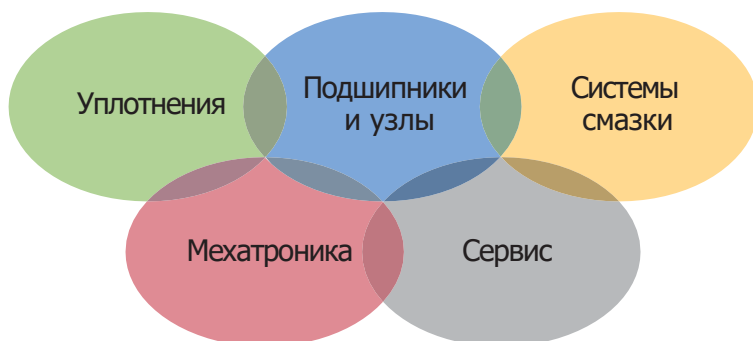 Уплотнения
Подшипники
и узлы
Системы
смазки
Мехатроника
Сервис